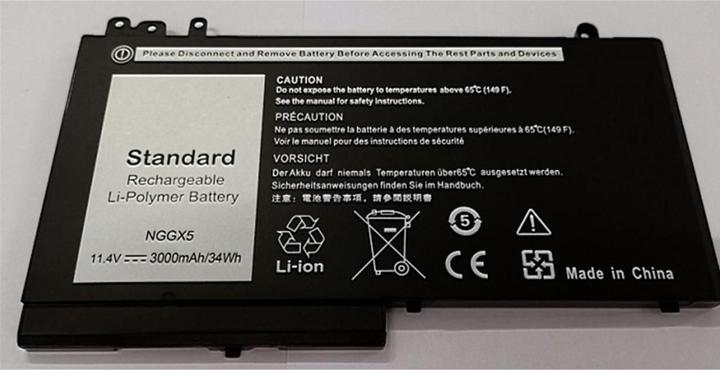 Please Disconnect and Remove Battery Before Accessing The Rest Parts and Devices
Standard
Rechargeable
Li-Polymer Battery
NGGX5
11.4V 3000mAh/34Wh
CAUTION
Do not expose the battery to temperatures above 65℃(149 F).
See the manual for safety instructions.
PRÉCAUTION
Ne pas soumettre la batterie à des temperatures supérieures à 65℃(149 F).
Voir le manuel pour des instructions de sécurité
VORSICHT
Der Akku darf niemals Temperaturen über65℃ ausgesetzt werden.
Sicherheitsanweisungen finden Sie im Handbuch.
注意：電池警告事項，請參閱說明書
Li-ion
5
CE
Made in China